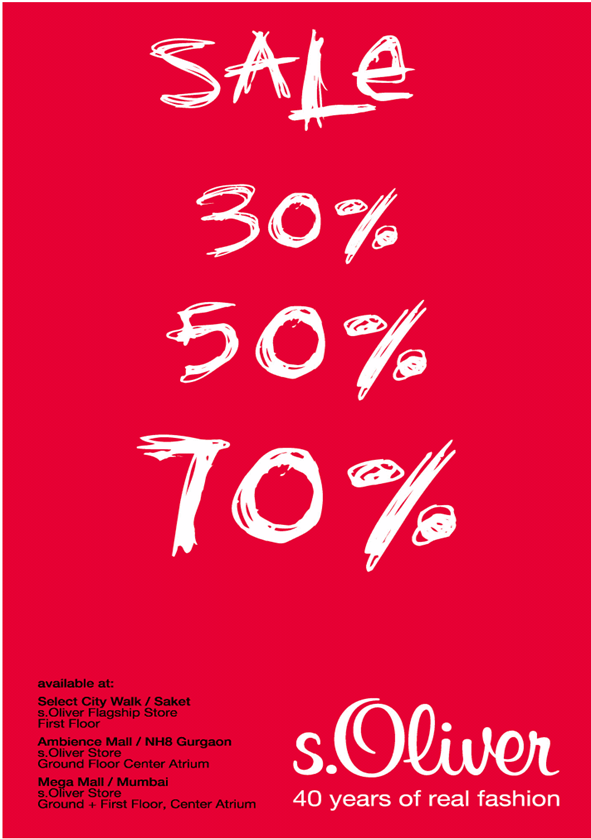 SALe
30%
50%
70%
available at:
Select City Walk / Saket
s.Oliver Flagship Store
First Floor
Ambience Mall / NH8 Gurgaon
s.Oliver Store
Ground Floor Center Atrium
Mega Mall / Mumbai
s.Oliver Store
Ground + First Floor, Center Atrium
s.Oliver
40 years of real fashion